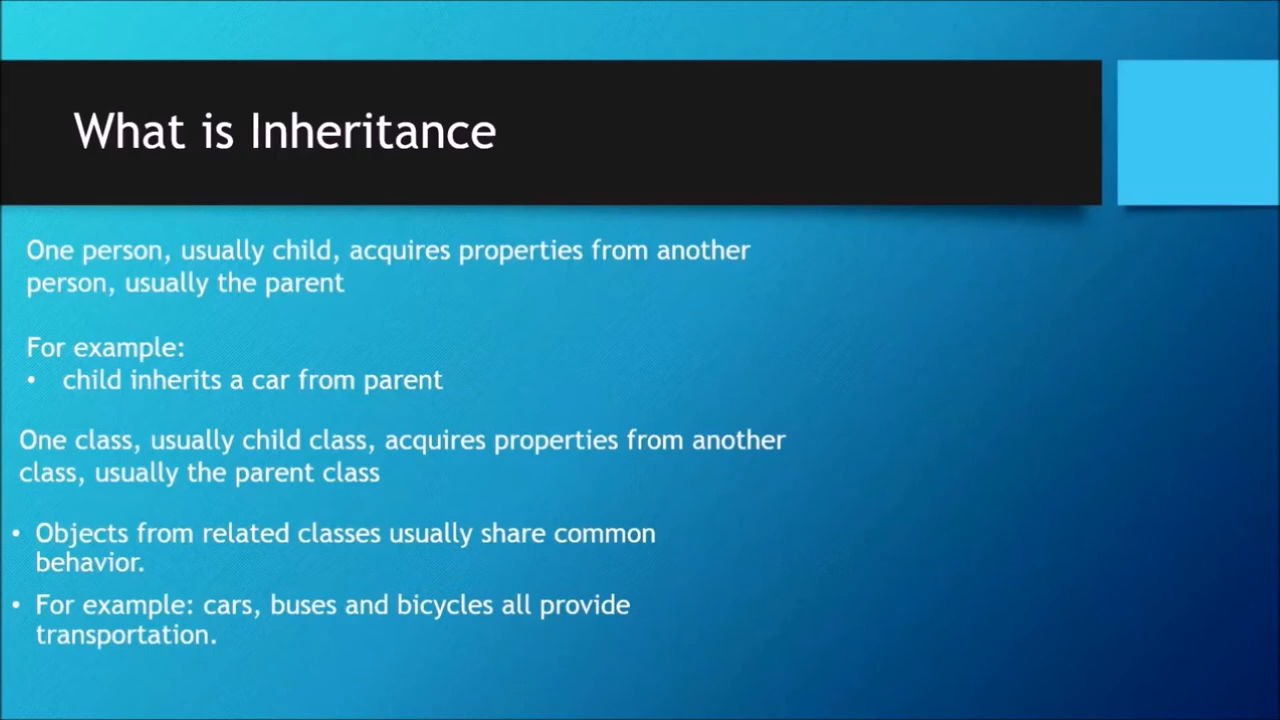 What is Inheritance
One person, usually child, acquires properties from another
person, usually the parent
For example:
• child inherits a car from parent
One class, usually child class, acquires properties from another
class, usually the parent class
• Objects from related classes usually share common
behavior.
• For example: cars, buses and bicycles all provide
transportation.